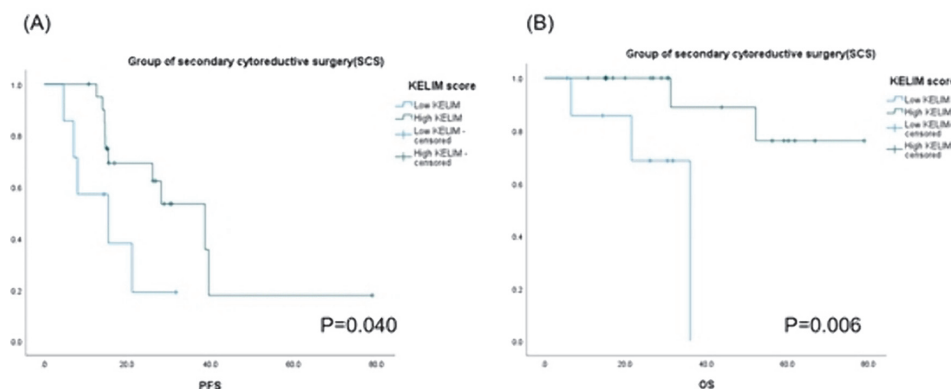 (A)
Group of secondary cytoreductive surgery(SCS)
KELIM score
Low KELIM
High KELIM
Low KELIM -
censored
High KELIM -
censored
1.0
0.8
0.6
0.4
0.2
0.0
P=0.040
.0 20.0 40.0 60.0 80.0
PFS
(B)
Group of secondary cytoreductive surgery(SCS)
KELIM score
Low KELIM
High KELIM
Low KELIM-
censored
High KELIM
censored
1.0
0.8
0.6
0.4
0.2
0.0
P=0.006
.0 20.0 40.0 60.0 80.0
OS